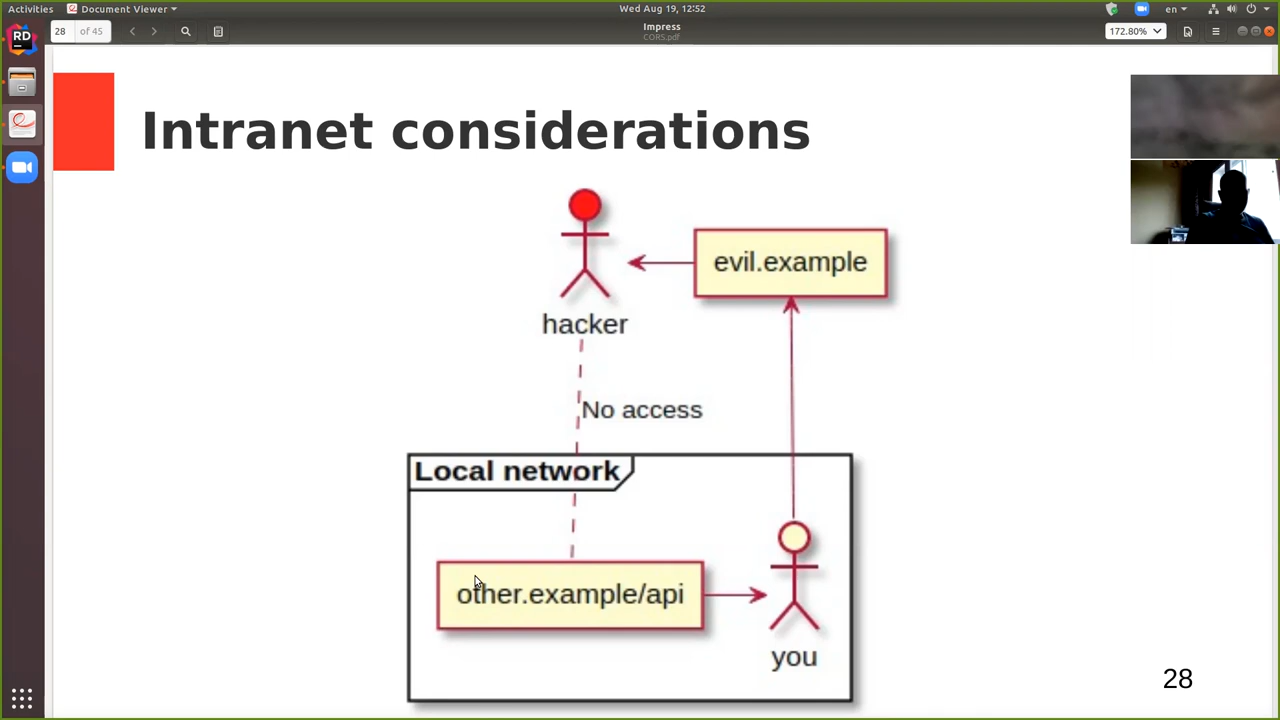 Activities
Document Viewer
Wed Aug 19, 12:52
en
28
of 45
Impress
CORS.pdf
172.80%
RD
Intranet considerations
evil.example
hacker
No access
Local network
other.example/api
you
28